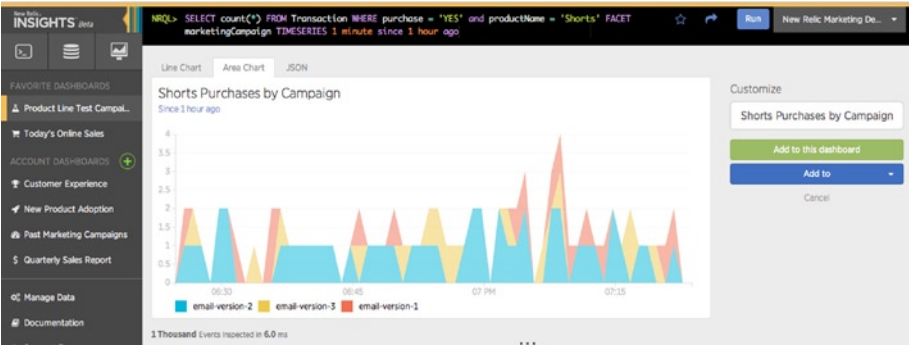 New Relic.
INSIGHTS Beta
NRQL> SELECT count(*) FROM Transaction WHERE purchase = 'YES' and productName = 'Shorts' FACET
marketingCampaign TIMESERIES 1 minute since 1 hour ago
Run
New Relic Marketing De...
FAVORITE DASHBOARDS
Product Line Test Campai...
Today's Online Sales
ACCOUNT DASHBOARDS
Customer Experience
New Product Adoption
Past Marketing Campaigns
Quarterly Sales Report
Manage Data
Documentation
Line Chart
Area Chart
JSON
Shorts Purchases by Campaign
Since 1 hour ago
4
3.5
3
2.5
2
1.5
1
0.5
0
06:30
06:45
07 PM
07:15
email-version-2
email-version-3
email-version-1
1 Thousand Events Inspected in 6.0 ms
Customize
Shorts Purchases by Campaign
Add to this dashboard
Add to
Cancel